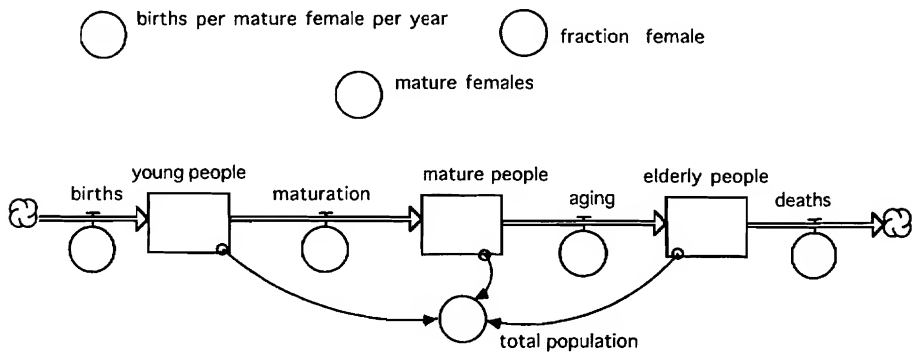 births per mature female per year
fraction female
mature females
young people
mature people
elderly people
births
maturation
aging
deaths
total population